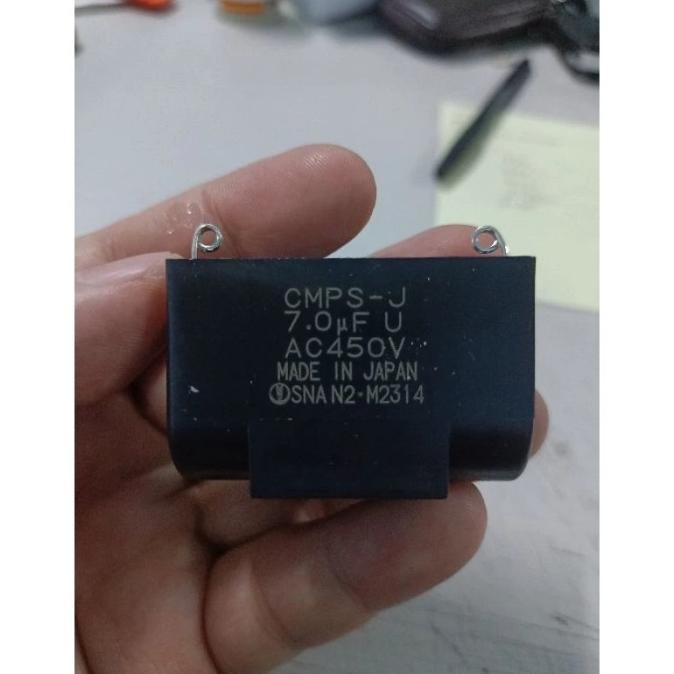 CMPS-J
7.0μF U
AC450V
MADE IN JAPAN
SNA N2·M2314